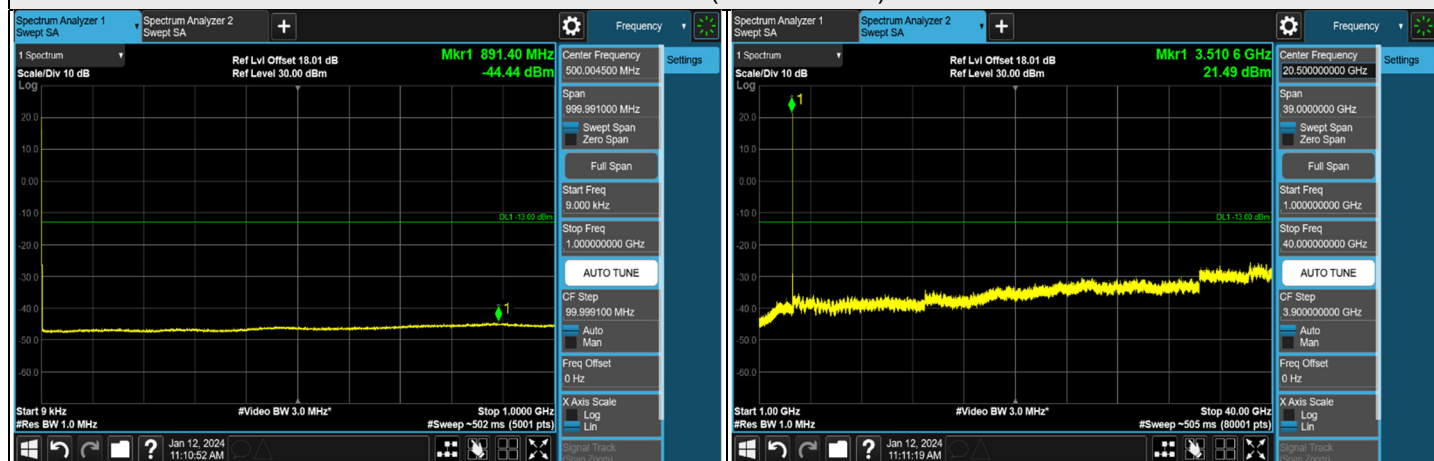 Spectrum Analyzer 1
Swept SA
Spectrum Analyzer 2
Swept SA
+
Frequency
1 Spectrum
Scale/Div 10 dB
Log
Ref Lvl Offset 18.01 dB
Ref Level 30.00 dBm
Mkr1 891.40 MHz
-44.44 dBm
20.0
10.0
0.00
-10.0
-20.0
-30.0
-40.0
-50.0
-60.0
DL1 -13.00 dBm
1
Start 9 kHz
#Res BW 1.0 MHz
#Video BW 3.0 MHz*
Stop 1.0000 GHz
#Sweep ~502 ms (5001 pts)
Center Frequency
500.004500 MHz
Settings
Span
999.991000 MHz
Swept Span
Zero Span
Full Span
Start Freq
9.000 kHz
Stop Freq
1.000000000 GHz
AUTO TUNE
CF Step
99.999100 MHz
Auto
Man
Freq Offset
0 Hz
X Axis Scale
Log
Lin
Signal Track
(Span Zoom)
?
Jan 12, 2024
11:10:52 AM
Spectrum Analyzer 1
Swept SA
Spectrum Analyzer 2
Swept SA
+
Frequency
1 Spectrum
Scale/Div 10 dB
Log
Ref Lvl Offset 18.01 dB
Ref Level 30.00 dBm
Mkr1 3.510 6 GHz
21.49 dBm
1
20.0
10.0
0.00
-10.0
-20.0
-30.0
-40.0
-50.0
-60.0
DL1 -13.00 dBm
Start 1.00 GHz
#Res BW 1.0 MHz
#Video BW 3.0 MHz*
Stop 40.00 GHz
#Sweep ~505 ms (80001 pts)
Center Frequency
20.500000000 GHz
Settings
Span
39.0000000 GHz
Swept Span
Zero Span
Full Span
Start Freq
1.000000000 GHz
Stop Freq
40.000000000 GHz
AUTO TUNE
CF Step
3.900000000 GHz
Auto
Man
Freq Offset
0 Hz
X Axis Scale
Log
Lin
Signal Track
(Span Zoom)
?
Jan 12, 2024
11:11:19 AM